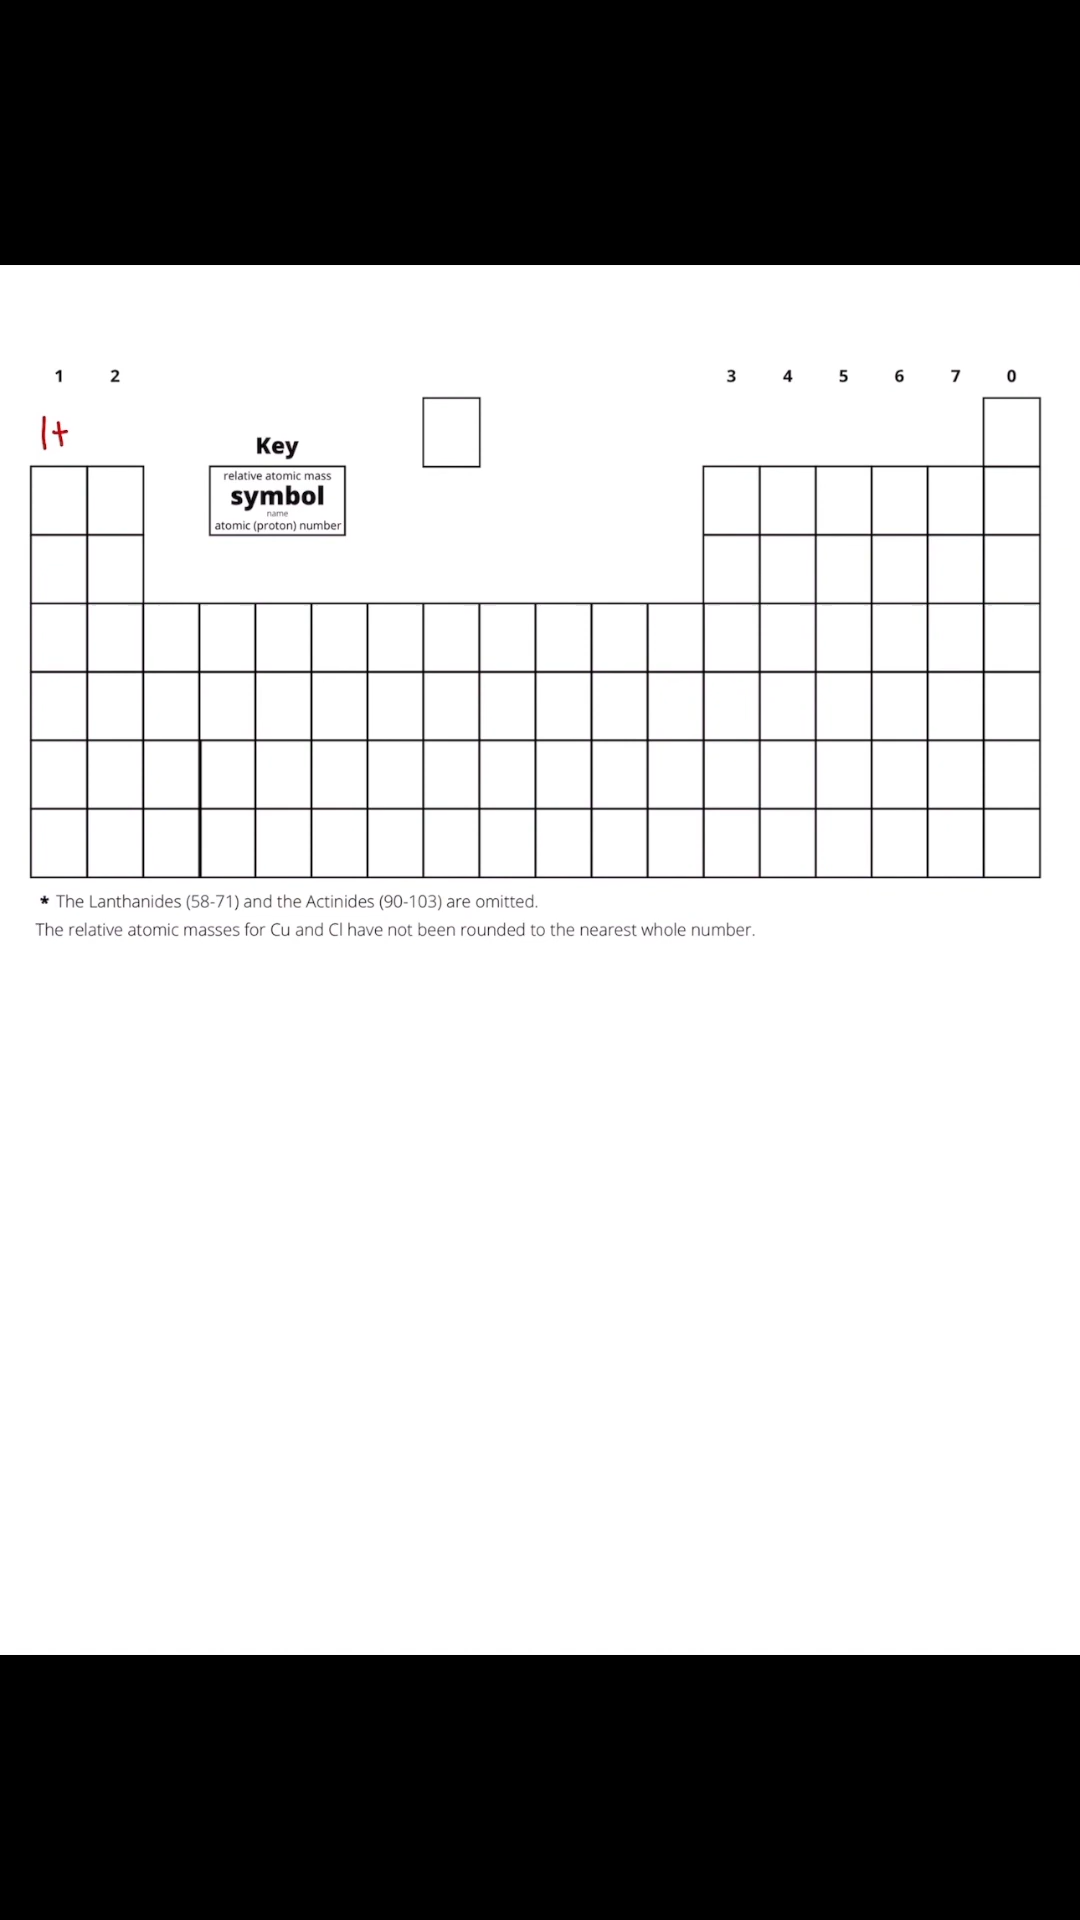 1 2 3 4 5 6 7 0
1+
Key
relative atomic mass
symbol
name
atomic (proton) number
* The Lanthanides (58-71) and the Actinides (90-103) are omitted.
The relative atomic masses for Cu and Cl have not been rounded to the nearest whole number.